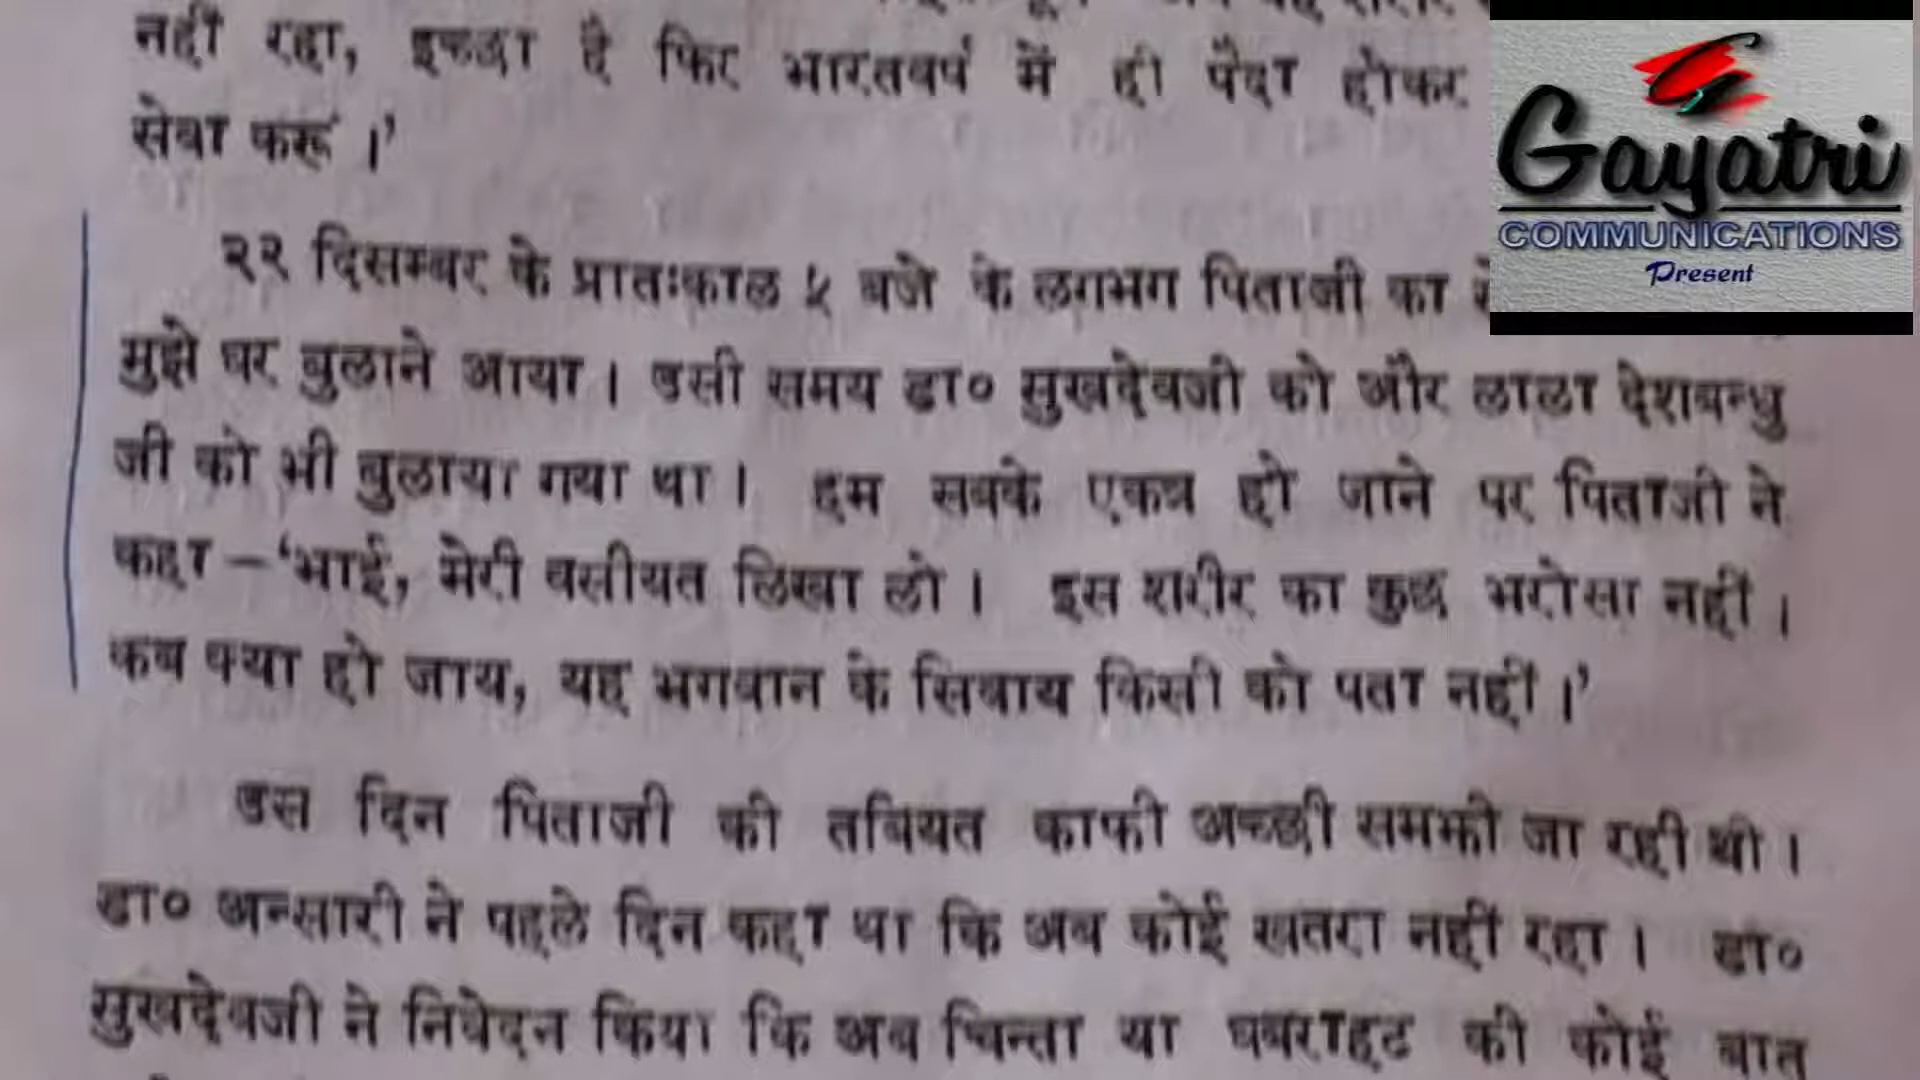 नहीं रहा, इच्छा है फिर भारतवर्ष में ही पैदा होकर
सेवा करूं ।’
२२ दिसम्बर के प्रातःकाल ५ बजे के लगभग पिताजी का
मुझे घर बुलाने आया । उसी समय डा० सुखदेवजी को और लाला देशबन्धु
जी को भी बुलाया गया था । हम सबके एकत्र हो जाने पर पिताजी ने
कहा –‘भाई, मेरी वसीयत लिखा लो । इस शरीर का कुछ भरोसा नहीं ।
कब क्या हो जाय, यह भगवान के सिवाय किसी को पता नहीं ।’
उस दिन पिताजी की तबियत काफी अच्छी समझी जा रही थी ।
डा० अन्सारी ने पहले दिन कहा था कि अब कोई खतरा नहीं रहा । डा०
सुखदेवजी ने निवेदन किया कि अब चिन्ता या घबराहट की कोई बात
Gayatri
COMMUNICATIONS
Present